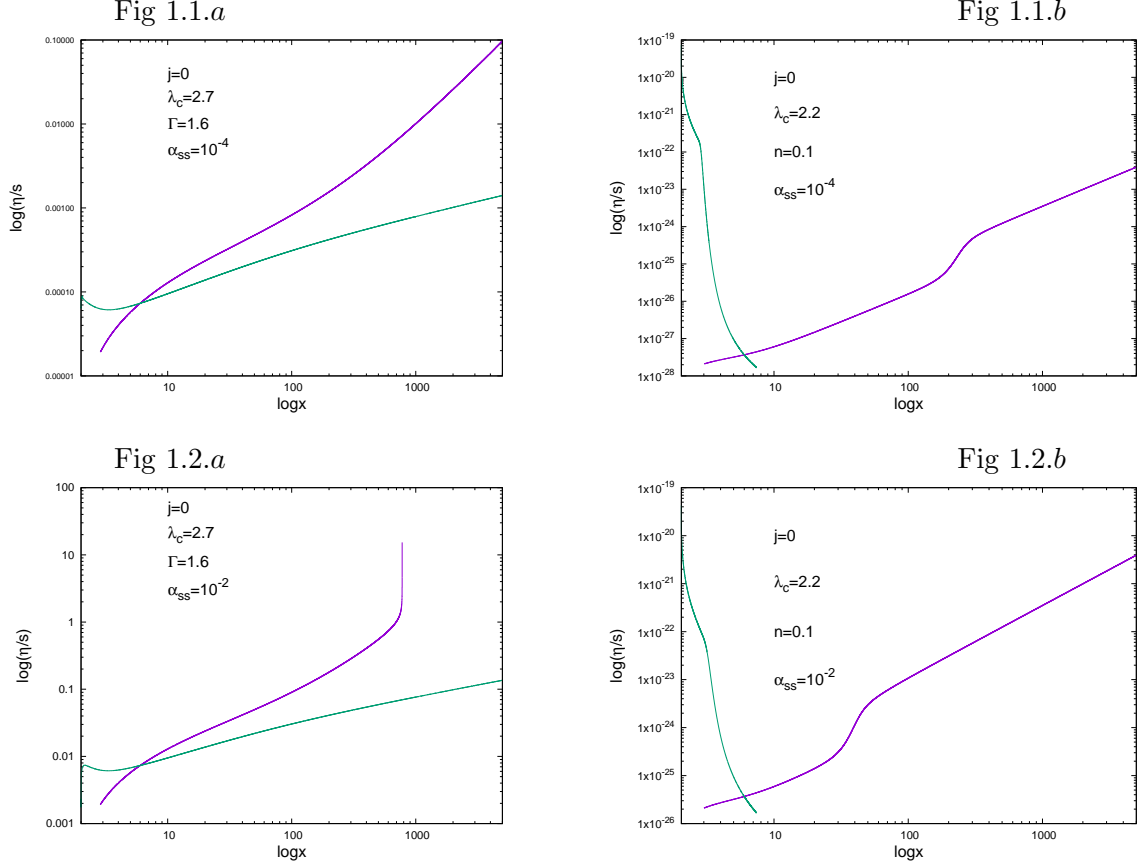 Fig 1.1.a
0.10000
0.01000
0.00100
0.00010
0.00001
log(η/s)
j=0
λc=2.7
Γ=1.6
αss=10^-4
10
100
1000
logx
Fig 1.1.b
1x10^-19
1x10^-20
1x10^-21
1x10^-22
1x10^-23
1x10^-24
1x10^-25
1x10^-26
1x10^-27
1x10^-28
log(η/s)
j=0
λc=2.2
n=0.1
αss=10^-4
10
100
1000
logx
Fig 1.2.a
100
10
1
0.1
0.01
0.001
log(η/s)
j=0
λc=2.7
Γ=1.6
αss=10^-2
10
100
1000
logx
Fig 1.2.b
1x10^-19
1x10^-20
1x10^-21
1x10^-22
1x10^-23
1x10^-24
1x10^-25
1x10^-26
log(η/s)
j=0
λc=2.2
n=0.1
αss=10^-2
10
100
1000
logx